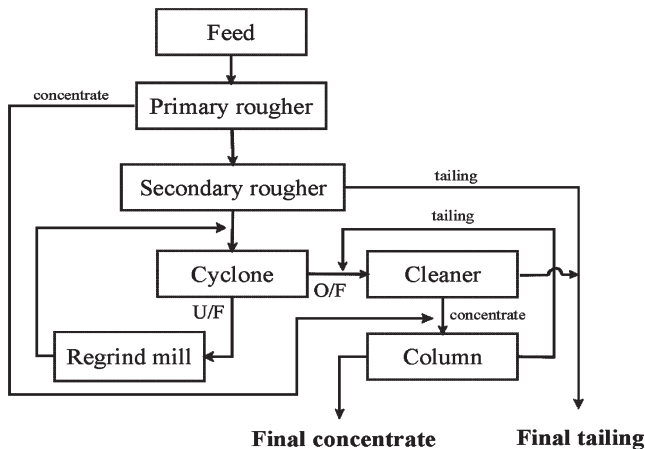 Feed
concentrate
Primary rougher
Secondary rougher
tailing
tailing
Cyclone
O/F
Cleaner
U/F
concentrate
Regrind mill
Column
Final concentrate
Final tailing